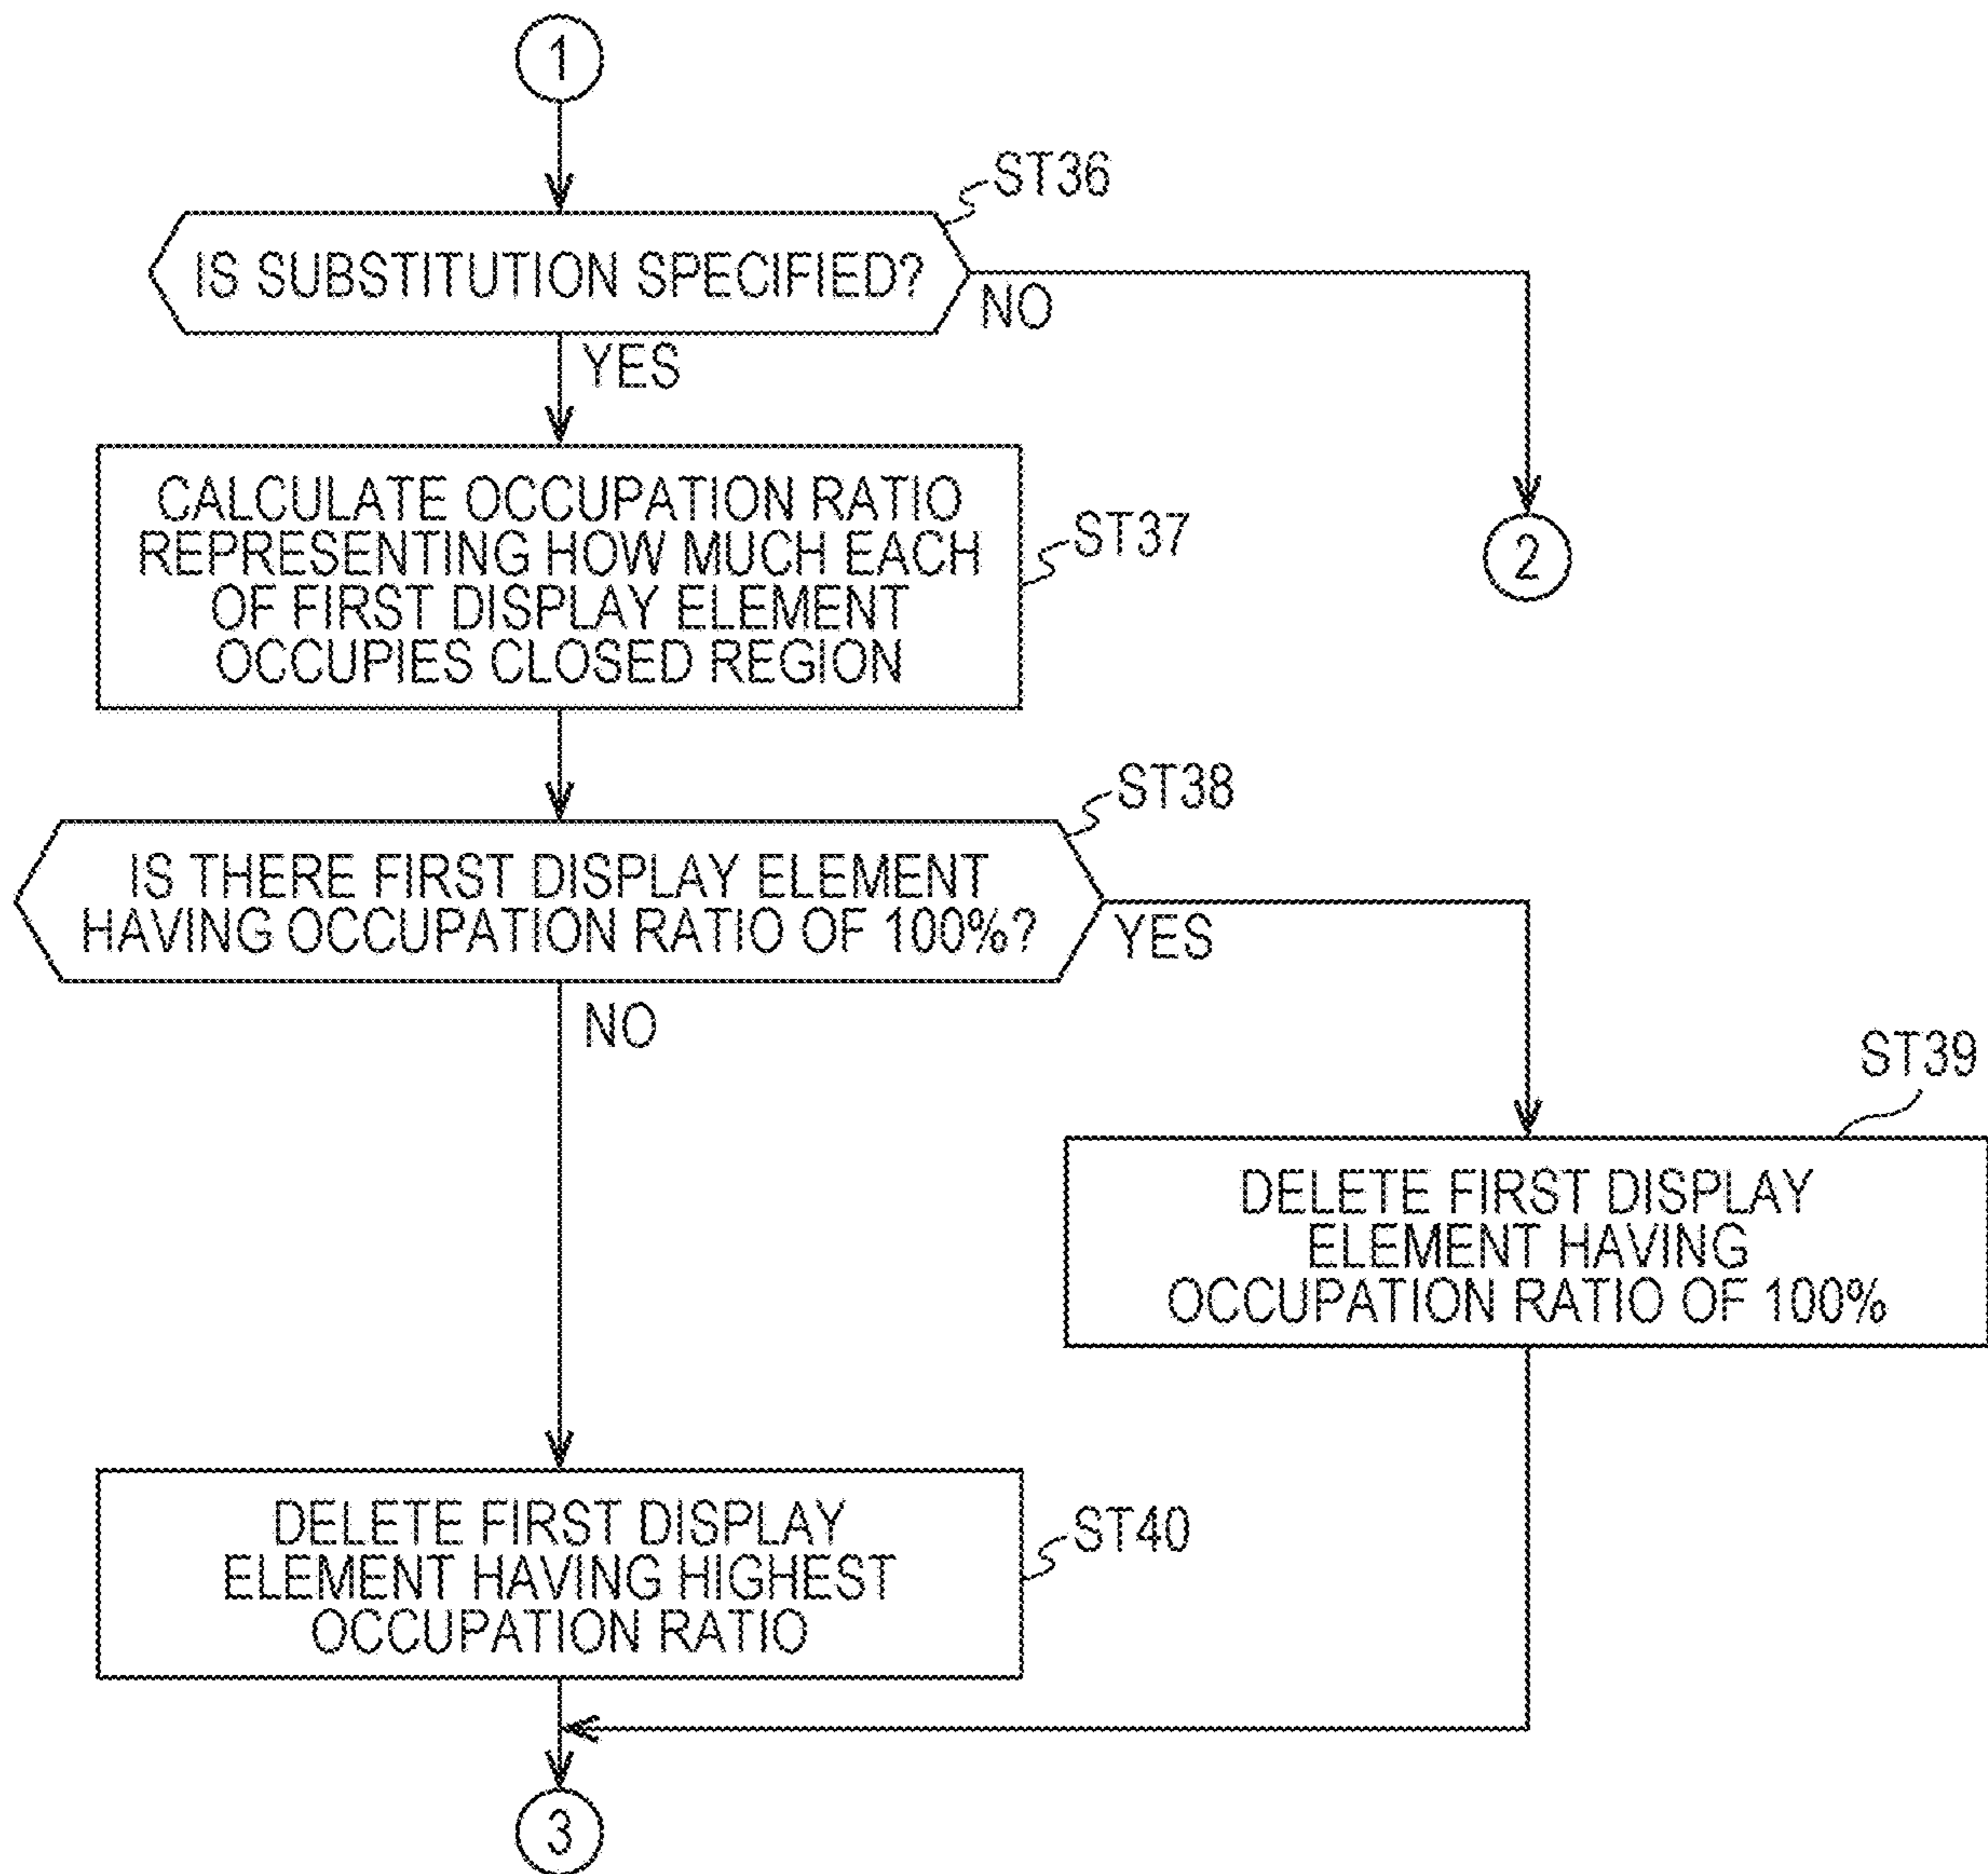 1
ST36
IS SUBSTITUTION SPECIFIED?
NO
YES
CALCULATE OCCUPATION RATIO
REPRESENTING HOW MUCH EACH
OF FIRST DISPLAY ELEMENT
OCCUPIES CLOSED REGION
ST37
2
ST38
IS THERE FIRST DISPLAY ELEMENT
HAVING OCCUPATION RATIO OF 100%?
YES
NO
ST39
DELETE FIRST DISPLAY
ELEMENT HAVING
OCCUPATION RATIO OF 100%
DELETE FIRST DISPLAY
ELEMENT HAVING HIGHEST
OCCUPATION RATIO
ST40
3